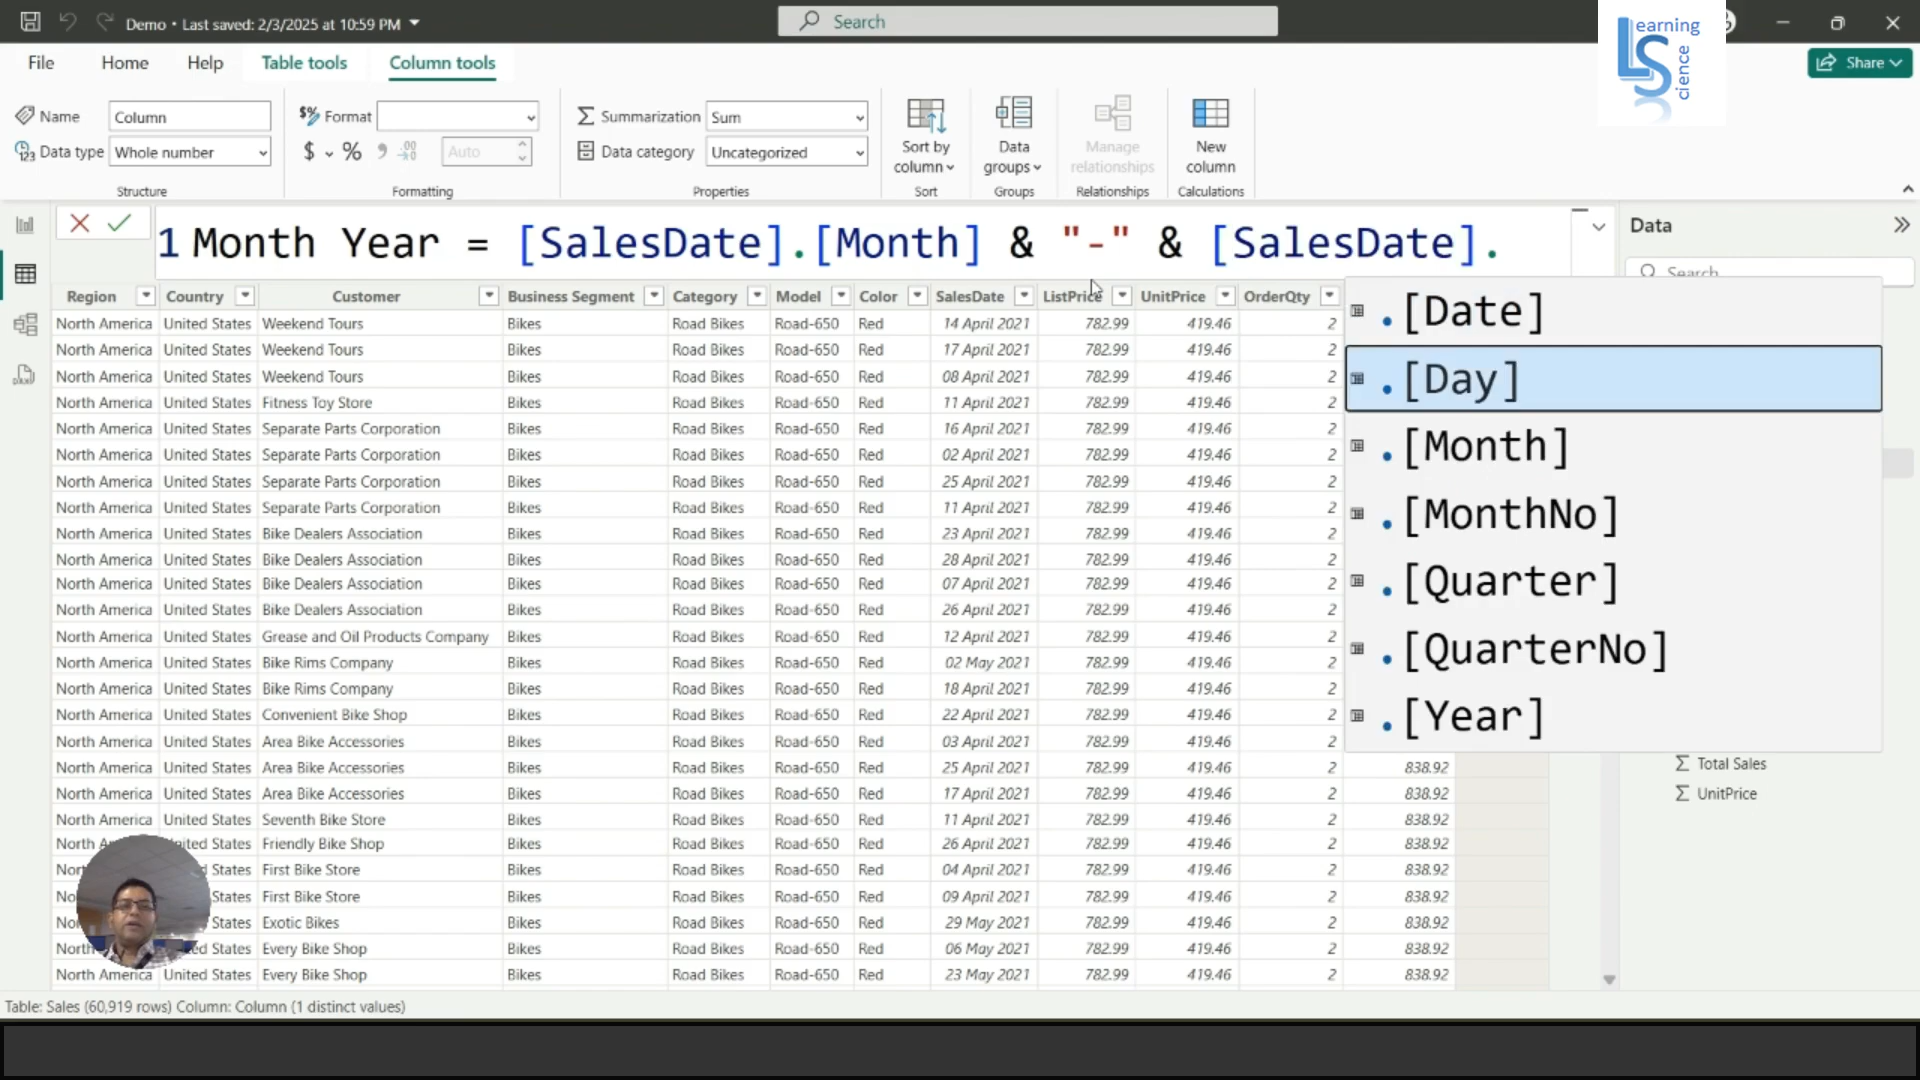 Demo • Last saved: 2/3/2025 at 10:59 PM
Search
Learning Science
File Home Help Table tools Column tools
Share
Name Column
Format
Summarization Sum
Data type Whole number
$ % Auto
Data category Uncategorized
Sort by column
Data groups
Manage relationships
New column
Structure Formatting Properties Sort Groups Relationships Calculations
1 Month Year = [SalesDate].[Month] & "-" & [SalesDate].
Data
Search
.[Date]
.[Day]
.[Month]
.[MonthNo]
.[Quarter]
.[QuarterNo]
.[Year]
Total Sales
UnitPrice
Region Country Customer Business Segment Category Model Color SalesDate ListPrice UnitPrice OrderQty
North America United States Weekend Tours Bikes Road Bikes Road-650 Red 14 April 2021 782.99 419.46 2
North America United States Weekend Tours Bikes Road Bikes Road-650 Red 17 April 2021 782.99 419.46 2
North America United States Weekend Tours Bikes Road Bikes Road-650 Red 08 April 2021 782.99 419.46 2
North America United States Fitness Toy Store Bikes Road Bikes Road-650 Red 11 April 2021 782.99 419.46 2
North America United States Separate Parts Corporation Bikes Road Bikes Road-650 Red 16 April 2021 782.99 419.46 2
North America United States Separate Parts Corporation Bikes Road Bikes Road-650 Red 02 April 2021 782.99 419.46 2
North America United States Separate Parts Corporation Bikes Road Bikes Road-650 Red 25 April 2021 782.99 419.46 2
North America United States Separate Parts Corporation Bikes Road Bikes Road-650 Red 11 April 2021 782.99 419.46 2
North America United States Bike Dealers Association Bikes Road Bikes Road-650 Red 23 April 2021 782.99 419.46 2
North America United States Bike Dealers Association Bikes Road Bikes Road-650 Red 28 April 2021 782.99 419.46 2
North America United States Bike Dealers Association Bikes Road Bikes Road-650 Red 07 April 2021 782.99 419.46 2
North America United States Bike Dealers Association Bikes Road Bikes Road-650 Red 26 April 2021 782.99 419.46 2
North America United States Grease and Oil Products Company Bikes Road Bikes Road-650 Red 12 April 2021 782.99 419.46 2
North America United States Bike Rims Company Bikes Road Bikes Road-650 Red 02 May 2021 782.99 419.46 2
North America United States Bike Rims Company Bikes Road Bikes Road-650 Red 18 April 2021 782.99 419.46 2
North America United States Convenient Bike Shop Bikes Road Bikes Road-650 Red 22 April 2021 782.99 419.46 2
North America United States Area Bike Accessories Bikes Road Bikes Road-650 Red 03 April 2021 782.99 419.46 2
North America United States Area Bike Accessories Bikes Road Bikes Road-650 Red 25 April 2021 782.99 419.46 2 838.92
North America United States Area Bike Accessories Bikes Road Bikes Road-650 Red 17 April 2021 782.99 419.46 2 838.92
North America United States Seventh Bike Store Bikes Road Bikes Road-650 Red 11 April 2021 782.99 419.46 2 838.92
North Friendly Bike Shop Bikes Road Bikes Road-650 Red 26 April 2021 782.99 419.46 2 838.92
States First Bike Store Bikes Road Bikes Road-650 Red 04 April 2021 782.99 419.46 2 838.92
States First Bike Store Bikes Road Bikes Road-650 Red 09 April 2021 782.99 419.46 2 838.92
States Exotic Bikes Bikes Road Bikes Road-650 Red 29 May 2021 782.99 419.46 2 838.92
North States Every Bike Shop Bikes Road Bikes Road-650 Red 06 May 2021 782.99 419.46 2 838.92
North America United States Every Bike Shop Bikes Road Bikes Road-650 Red 23 May 2021 782.99 419.46 2 838.92
Table: Sales (60,919 rows) Column: Column (1 distinct values)